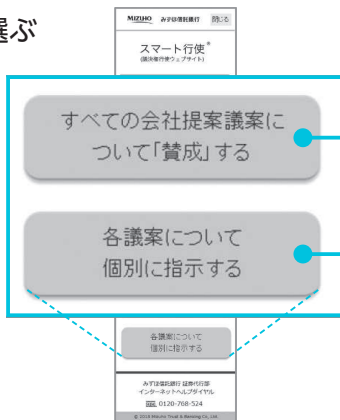 選ぶ
MIZUHO みずほ信託銀行 閉じる
スマート行使®
(議決権行使ウェブサイト)
すべての会社提案議案に
ついて「賛成」する
各議案について
個別に指示する
各議案について
個別に指示する
みずほ信託銀行 証券代行部
インターネットヘルプダイヤル
0120-768-524
© 2018 Mizuho Trust & Banking Co., Ltd.